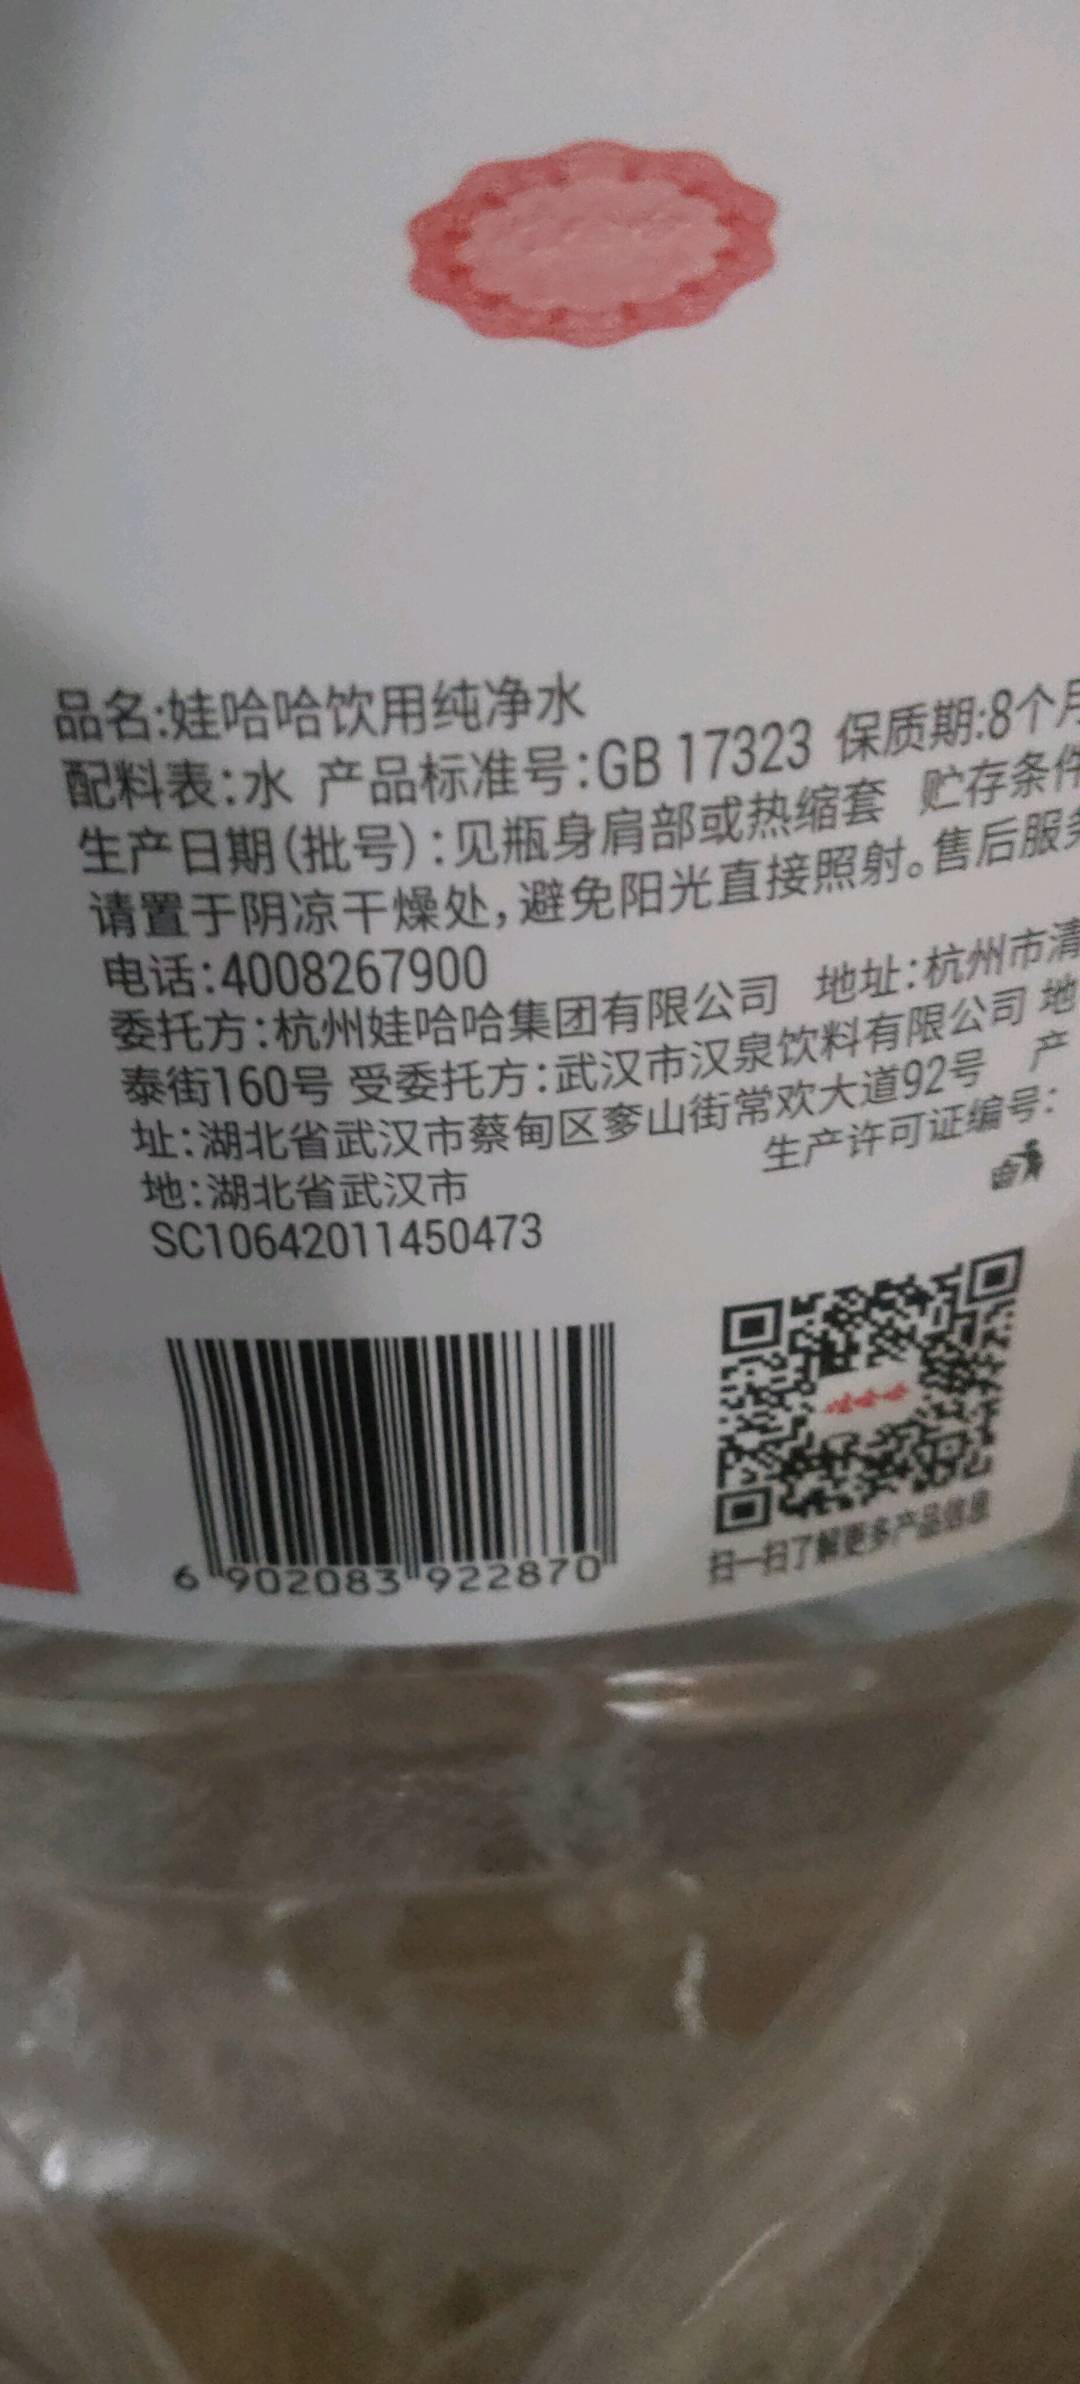 品名:娃哈哈饮用纯净水
配料表:水 产品标准号:GB 17323 保质期:8个月
生产日期(批号):见瓶身肩部或热缩套 贮存条件
请置于阴凉干燥处,避免阳光直接照射。售后服务
电话:4008267900
委托方:杭州娃哈哈集团有限公司 地址:杭州市清
泰街160号 受委托方:武汉市汉泉饮料有限公司 地
址:湖北省武汉市蔡甸区奓山街常欢大道92号 产
地:湖北省武汉市 生产许可证编号:
SC10642011450473
6 902083 922870
扫一扫了解更多产品信息